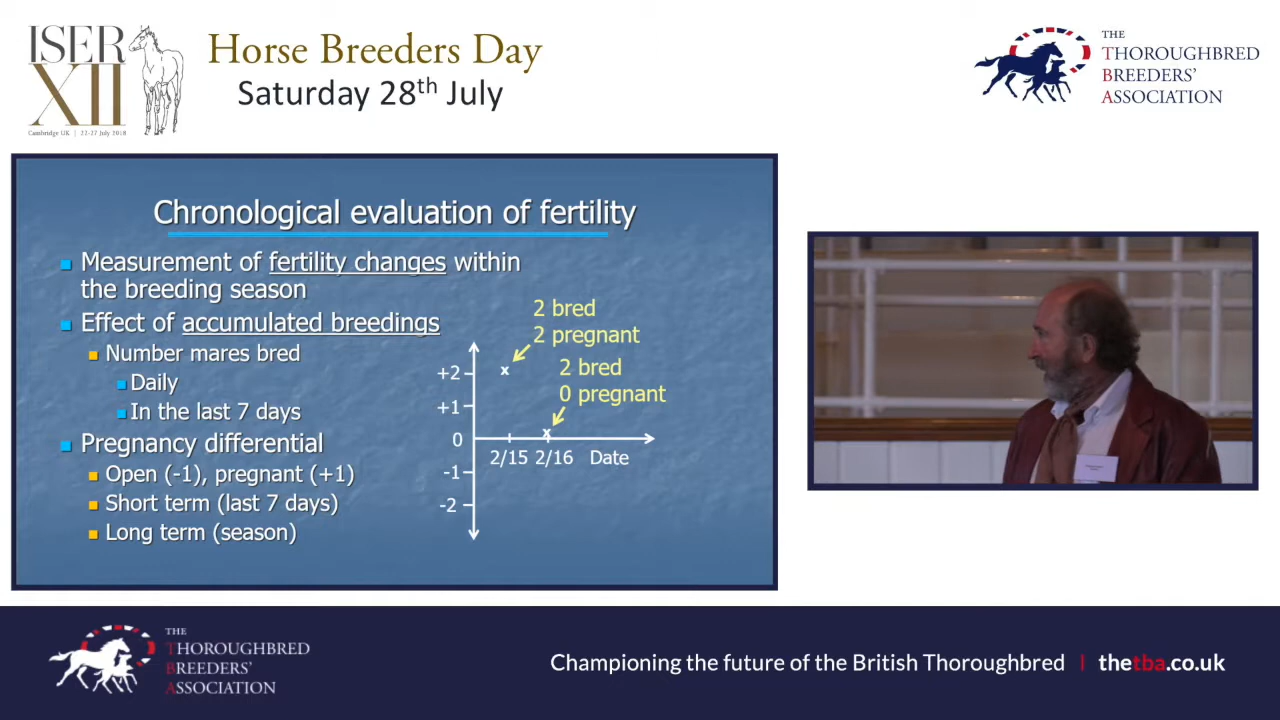 ISER
XII
Cambridge UK | 22-27 July 2018
Horse Breeders Day
Saturday 28th July
THE
THOROUGHBRED
BREEDERS'
ASSOCIATION
Chronological evaluation of fertility
Measurement of fertility changes within
the breeding season
Effect of accumulated breedings
Number mares bred
Daily
In the last 7 days
Pregnancy differential
Open (-1), pregnant (+1)
Short term (last 7 days)
Long term (season)
2 bred
2 pregnant
2 bred
0 pregnant
+2
x
+1
0
x
2/15 2/16 Date
-1
-2
THE
THOROUGHBRED
BREEDERS'
ASSOCIATION
Championing the future of the British Thoroughbred | thetba.co.uk